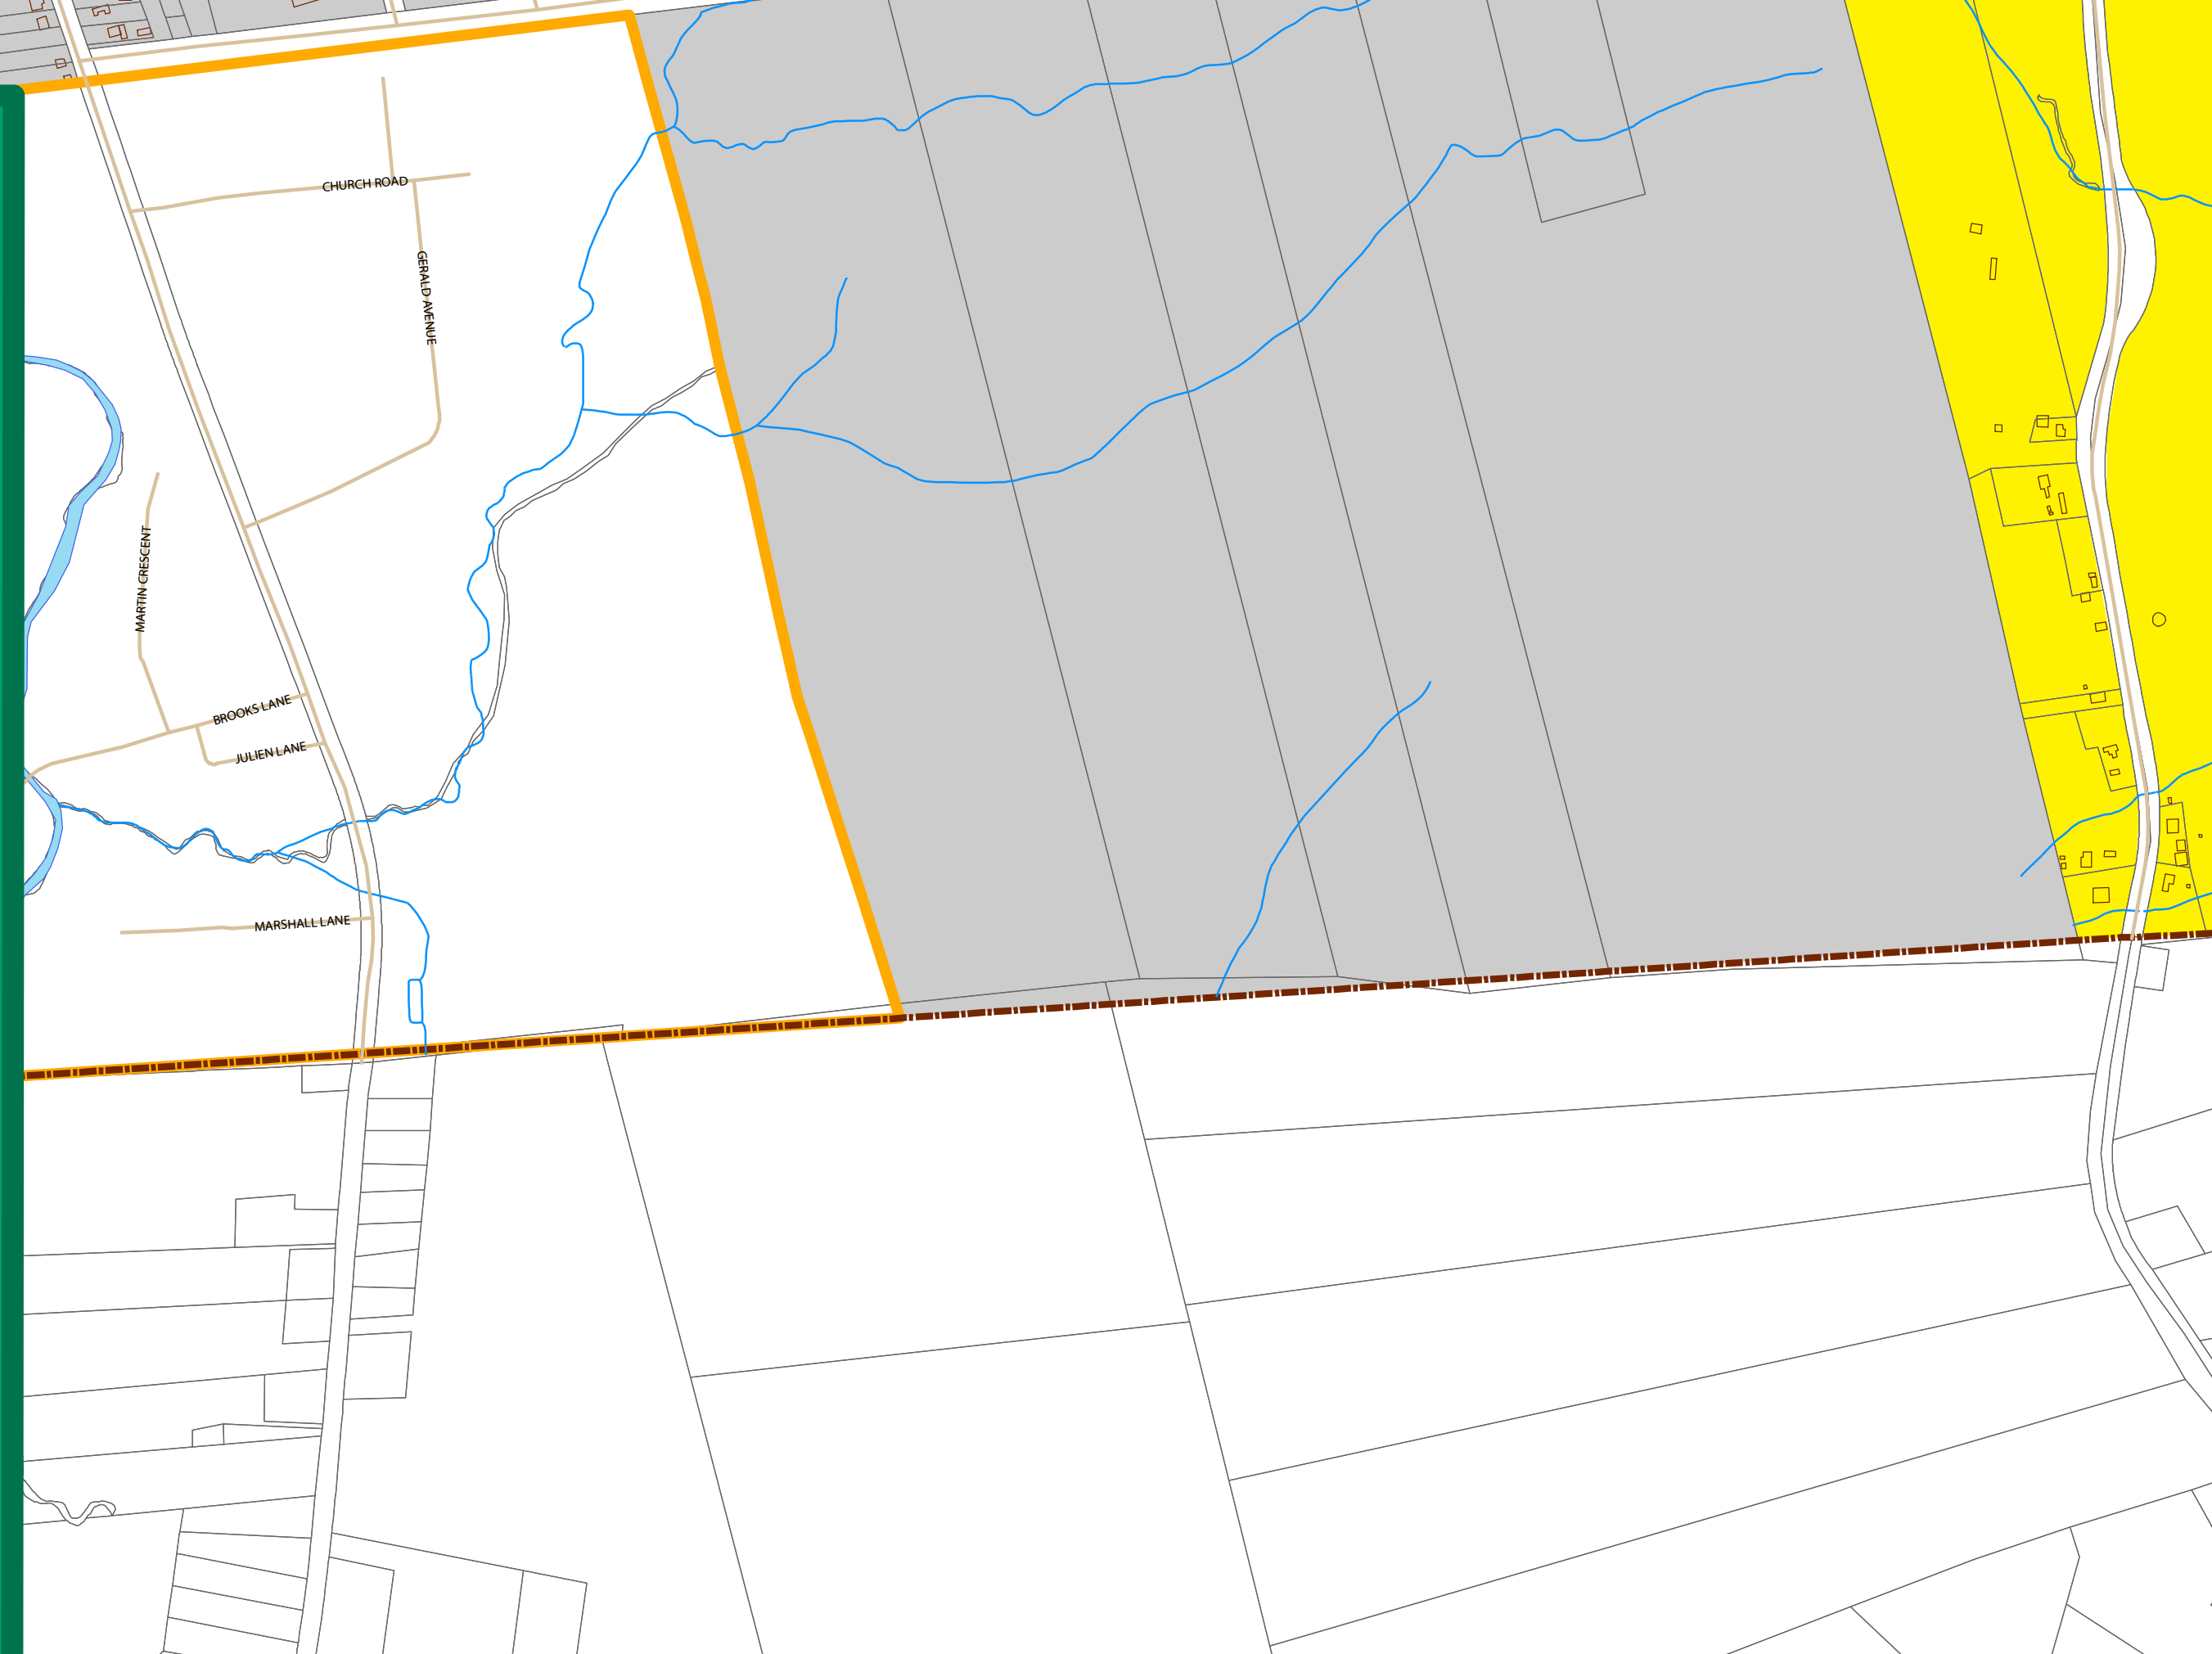 CHURCH ROAD
GERALD AVENUE
MARTIN CRESCENT
BROOKS LANE
JULIEN LANE
MARSHALL LANE